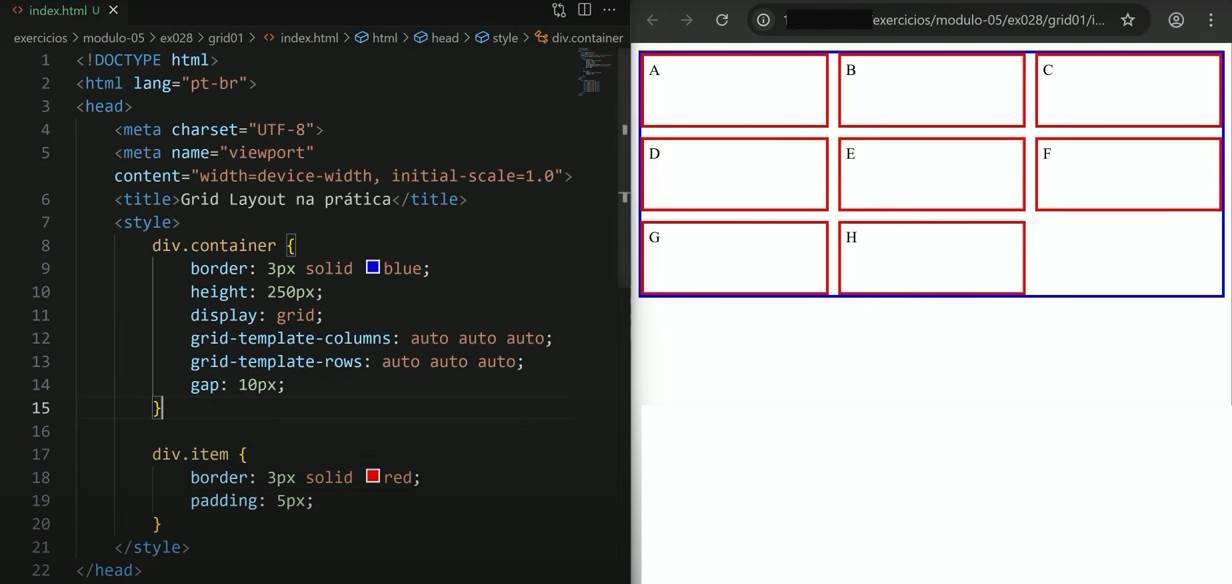 index.html U
exercicios > modulo-05 > ex028 > grid01 > index.html > html > head > style > div.container
1 <!DOCTYPE html>
2 <html lang="pt-br">
3 <head>
4 <meta charset="UTF-8">
5 <meta name="viewport"
content="width=device-width, initial-scale=1.0">
6 <title>Grid Layout na prática</title>
7 <style>
8 div.container {
9 border: 3px solid blue;
10 height: 250px;
11 display: grid;
12 grid-template-columns: auto auto auto;
13 grid-template-rows: auto auto auto;
14 gap: 10px;
15 }
16
17 div.item {
18 border: 3px solid red;
19 padding: 5px;
20 }
21 </style>
22 </head>
exercicios/modulo-05/ex028/grid01/i...
A B C
D E F
G H